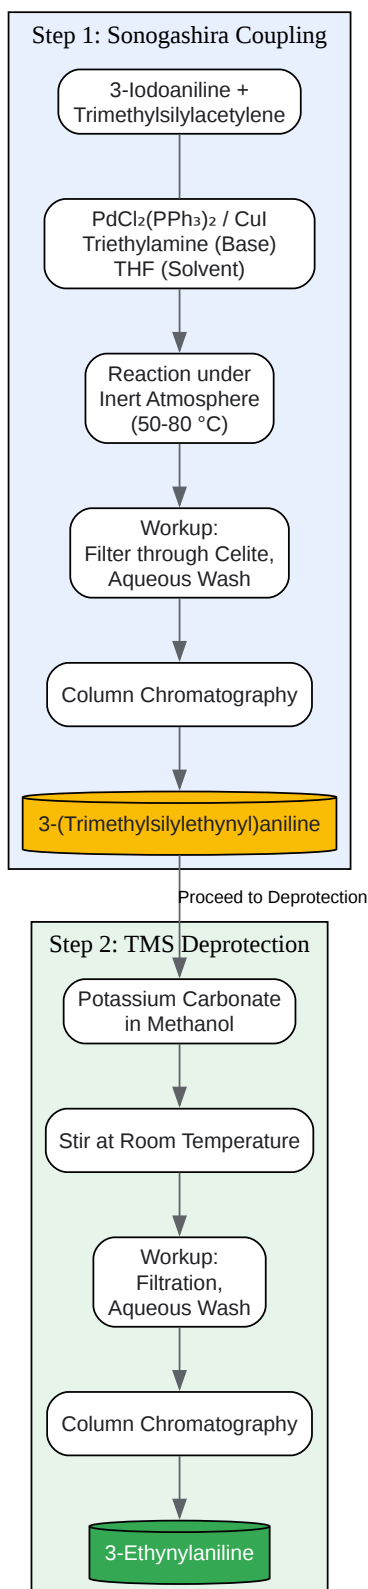 Step 1: Sonogashira Coupling
3-Iodoaniline +
Trimethylsilylacetylene
PdCl₂(PPh₃)₂ / CuI
Triethylamine (Base)
THF (Solvent)
Reaction under
Inert Atmosphere
(50-80 °C)
Workup:
Filter through Celite,
Aqueous Wash
Column Chromatography
3-(Trimethylsilylethynyl)aniline
Proceed to Deprotection
Step 2: TMS Deprotection
Potassium Carbonate
in Methanol
Stir at Room Temperature
Workup:
Filtration,
Aqueous Wash
Column Chromatography
3-Ethynylaniline